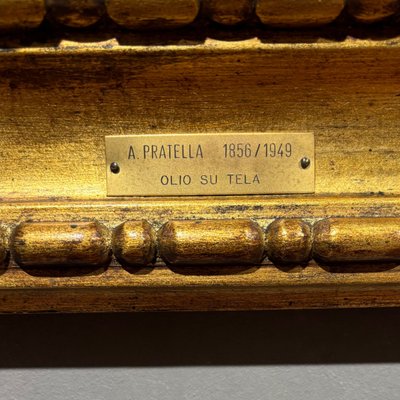 A. PRATELLA 1856/1949
OLIO SU TELA